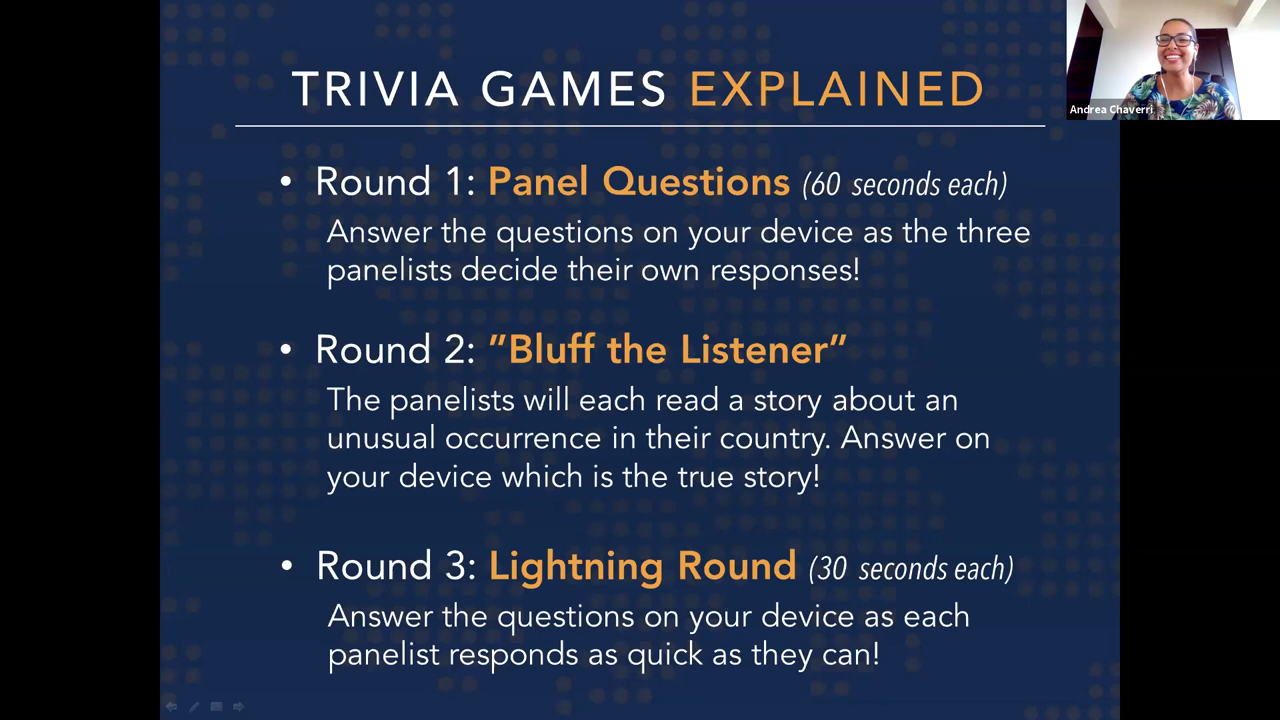 TRIVIA GAMES EXPLAINED
Andrea Chaverri
• Round 1: Panel Questions (60 seconds each)
Answer the questions on your device as the three
panelists decide their own responses!
• Round 2: ”Bluff the Listener”
The panelists will each read a story about an
unusual occurrence in their country. Answer on
your device which is the true story!
• Round 3: Lightning Round (30 seconds each)
Answer the questions on your device as each
panelist responds as quick as they can!